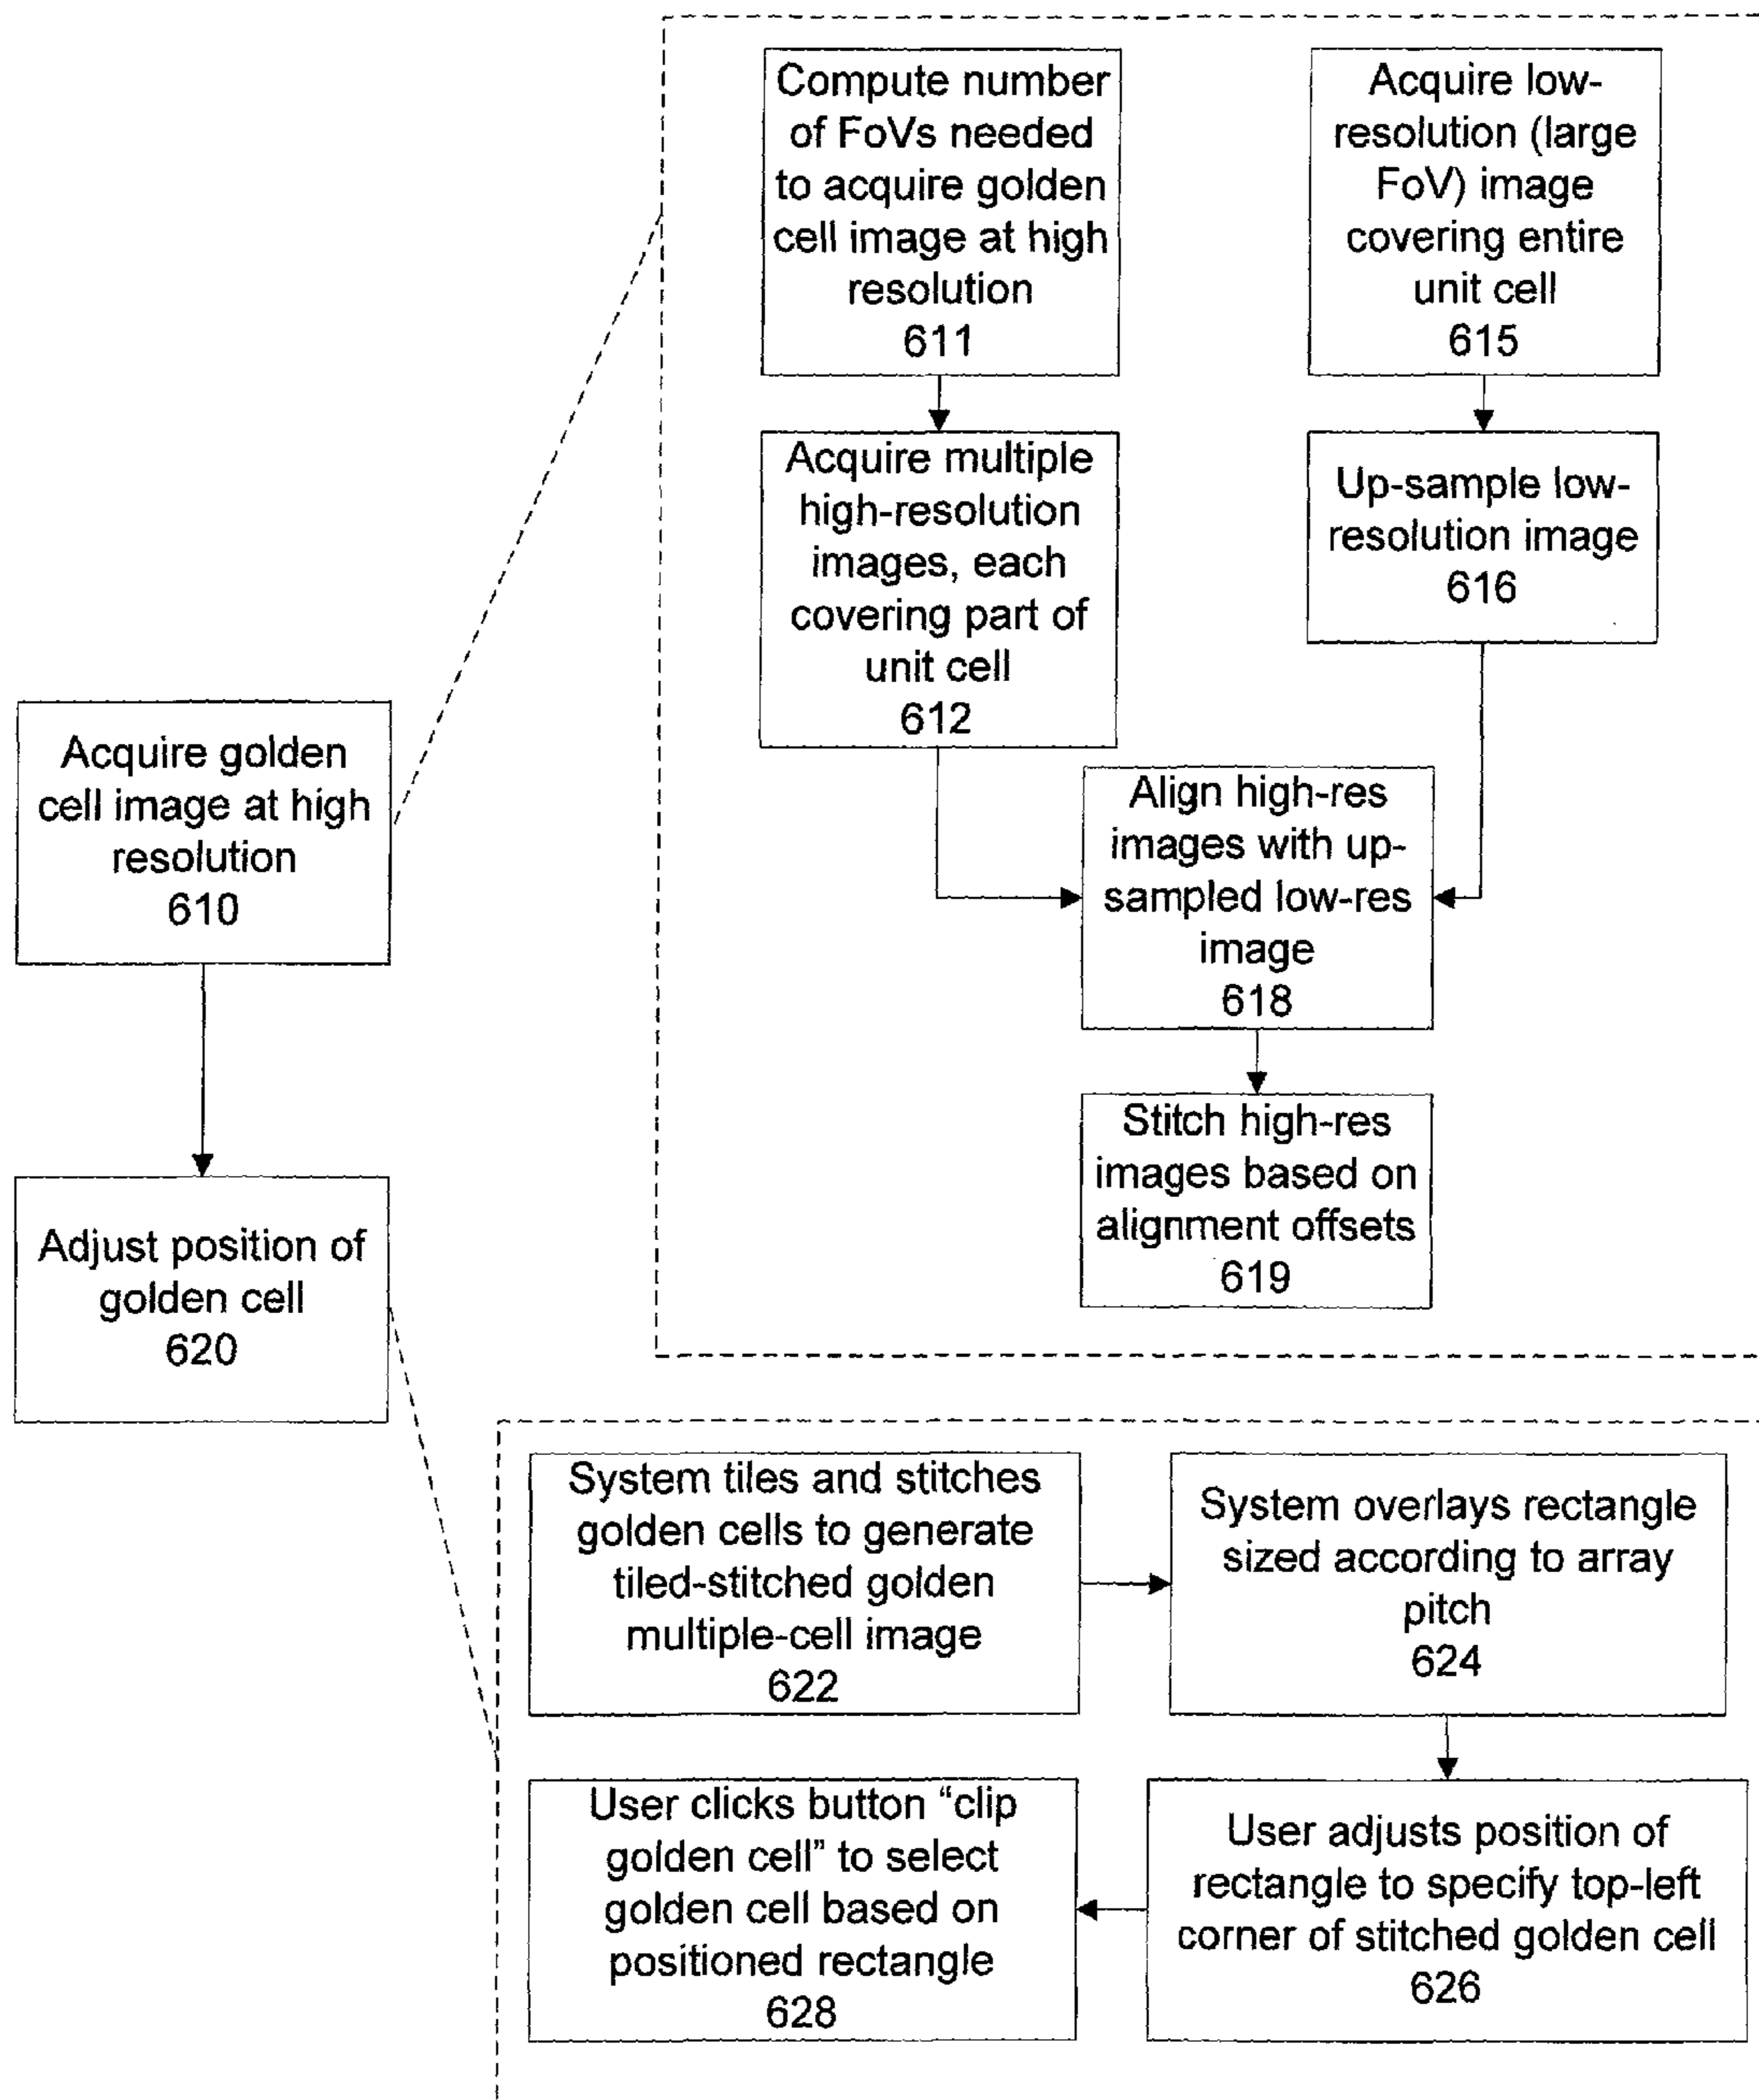 Acquire golden
cell image at high
resolution
610
Adjust position of
golden cell
620
Compute number
of FoVs needed
to acquire golden
cell image at high
resolution
611
Acquire multiple
high-resolution
images, each
covering part of
unit cell
612
Acquire low-
resolution (large
FoV) image
covering entire
unit cell
615
Up-sample low-
resolution image
616
Align high-res
images with up-
sampled low-res
image
618
Stitch high-res
images based on
alignment offsets
619
System tiles and stitches
golden cells to generate
tiled-stitched golden
multiple-cell image
622
System overlays rectangle
sized according to array
pitch
624
User adjusts position of
rectangle to specify top-left
corner of stitched golden cell
626
User clicks button “clip
golden cell” to select
golden cell based on
positioned rectangle
628